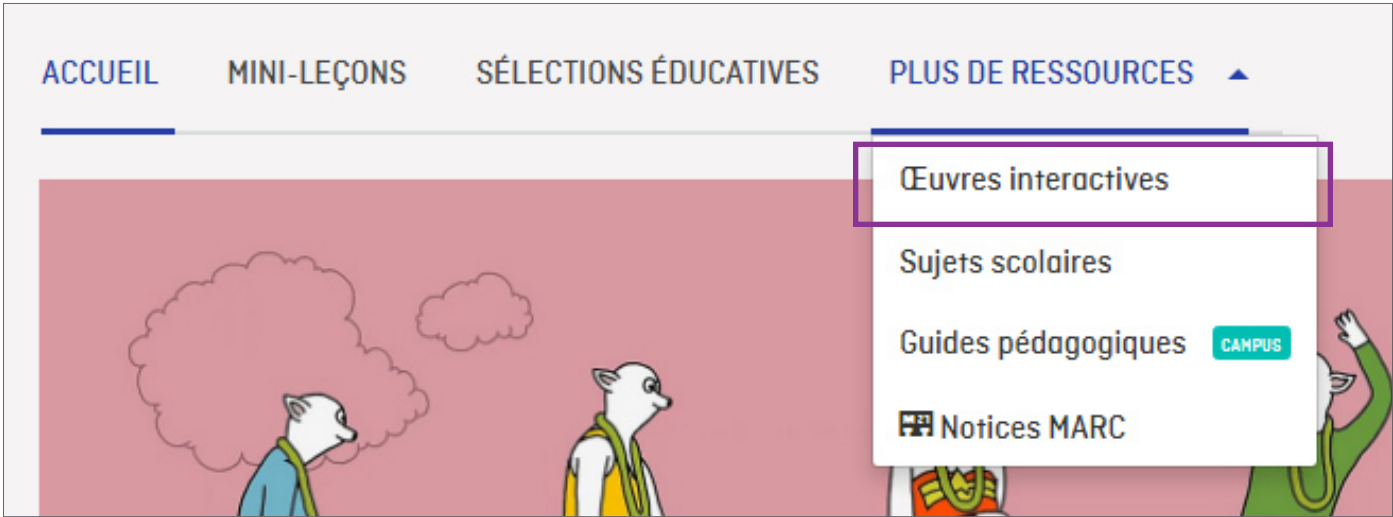 ACCUEIL MINI-LEÇONS SÉLECTIONS ÉDUCATIVES PLUS DE RESSOURCES
Œuvres interactives
Sujets scolaires
Guides pédagogiques CAMPUS
Notices MARC